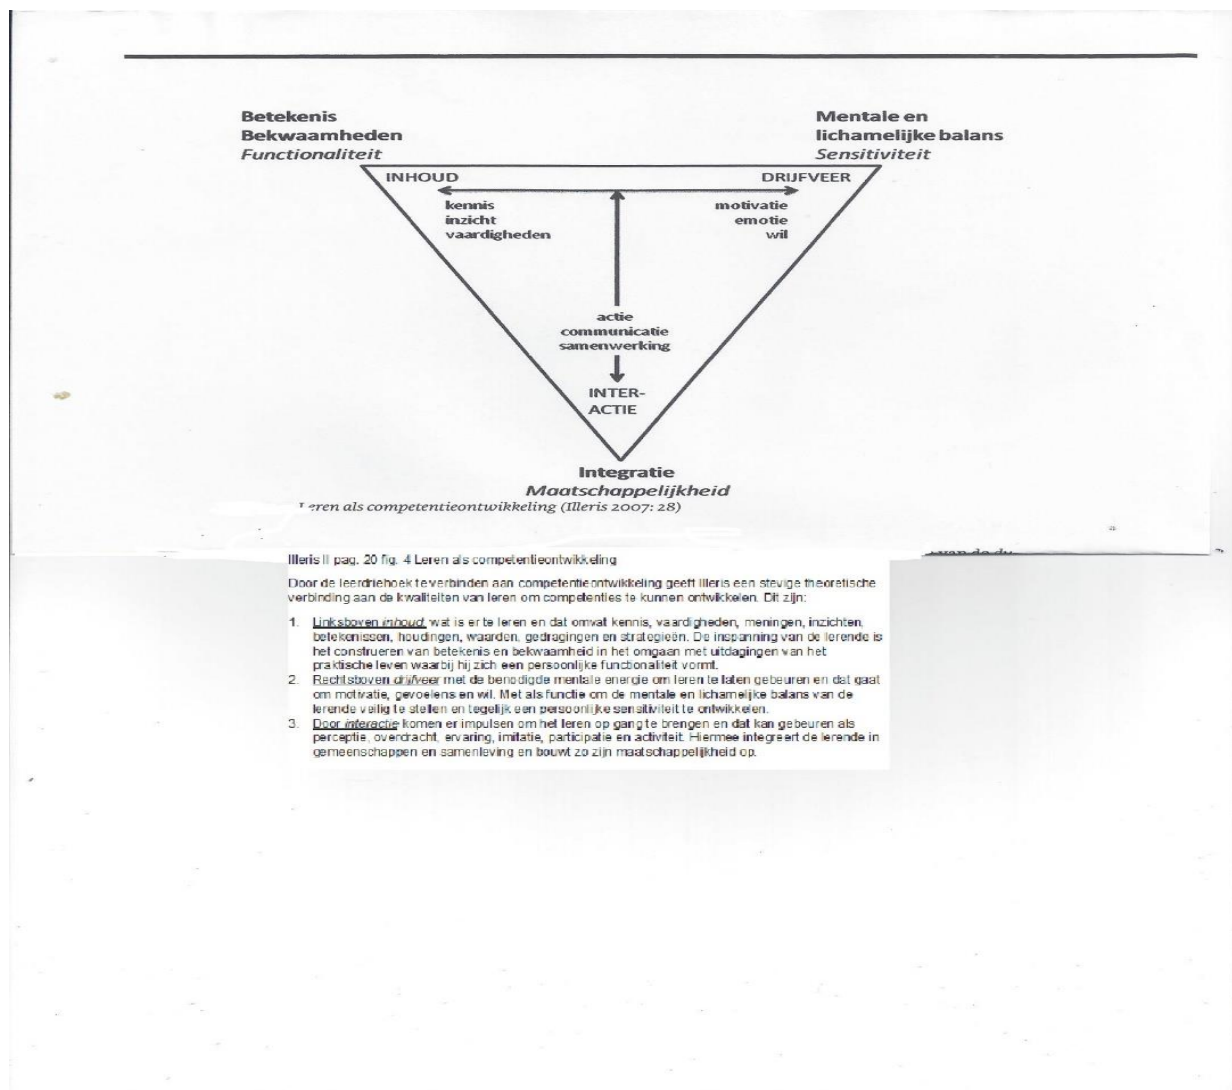 Betekenis
Bekwaamheden
Functionaliteit
Mentale en
lichamelijke balans
Sensitiviteit
INHOUD
DRIJFVEER
kennis
inzicht
vaardigheden
motivatie
emotie
wil
actie
communicatie
samenwerking
INTER-
ACTIE
Integratie
Maatschappelijkheid
Leren als competentieontwikkeling (Illeris 2007: 28)
Illeris II pag. 20 fig. 4 Leren als competentieontwikkeling
Door de leerdriehoek te verbinden aan competentieontwikkeling geeft Illeris een stevige theoretische
verbinding aan de kwaliteiten van leren om competenties te kunnen ontwikkelen. Dit zijn:
1. Linksboven inhoud wat is er te leren en dat omvat kennis, vaardigheden, meningen, inzichten,
betekenissen, houdingen, waarden, gedragingen en strategieën. De inspanning van de lerende is
het construeren van betekenis en bekwaamheid in het omgaan met uitdagingen van het
praktische leven waarbij hij zich een persoonlijke functionaliteit vormt.
2. Rechtsboven drijfveer met de benodigde mentale energie om leren te laten gebeuren en dat gaat
om motivatie, gevoelens en wil. Met als functie om de mentale en lichamelijke balans van de
lerende veilig te stellen en tegelijk een persoonlijke sensitiviteit te ontwikkelen.
3. Door interactie komen er impulsen om het leren op gang te brengen en dat kan gebeuren als
perceptie, overdracht, ervaring, imitatie, participatie en activiteit. Hiermee integreert de lerende in
gemeenschappen en samenleving en bouwt zo zijn maatschappelijkheid op.